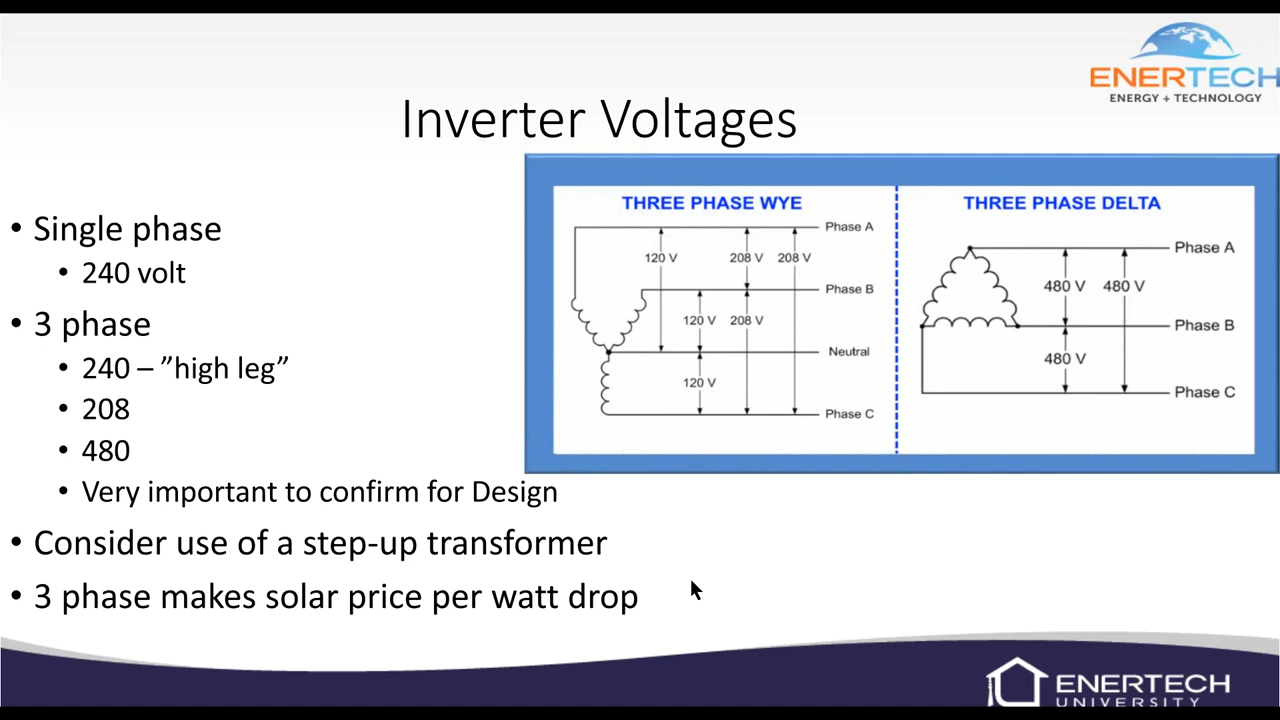 ENERTECH
ENERGY + TECHNOLOGY
Inverter Voltages
• Single phase
• 240 volt
• 3 phase
• 240 – ”high leg”
• 208
• 480
• Very important to confirm for Design
• Consider use of a step-up transformer
• 3 phase makes solar price per watt drop
THREE PHASE WYE
Phase A
120 V 208 V 208 V
Phase B
120 V 208 V
Neutral
120 V
Phase C
THREE PHASE DELTA
Phase A
480 V 480 V
Phase B
480 V
Phase C
ENERTECH
UNIVERSITY